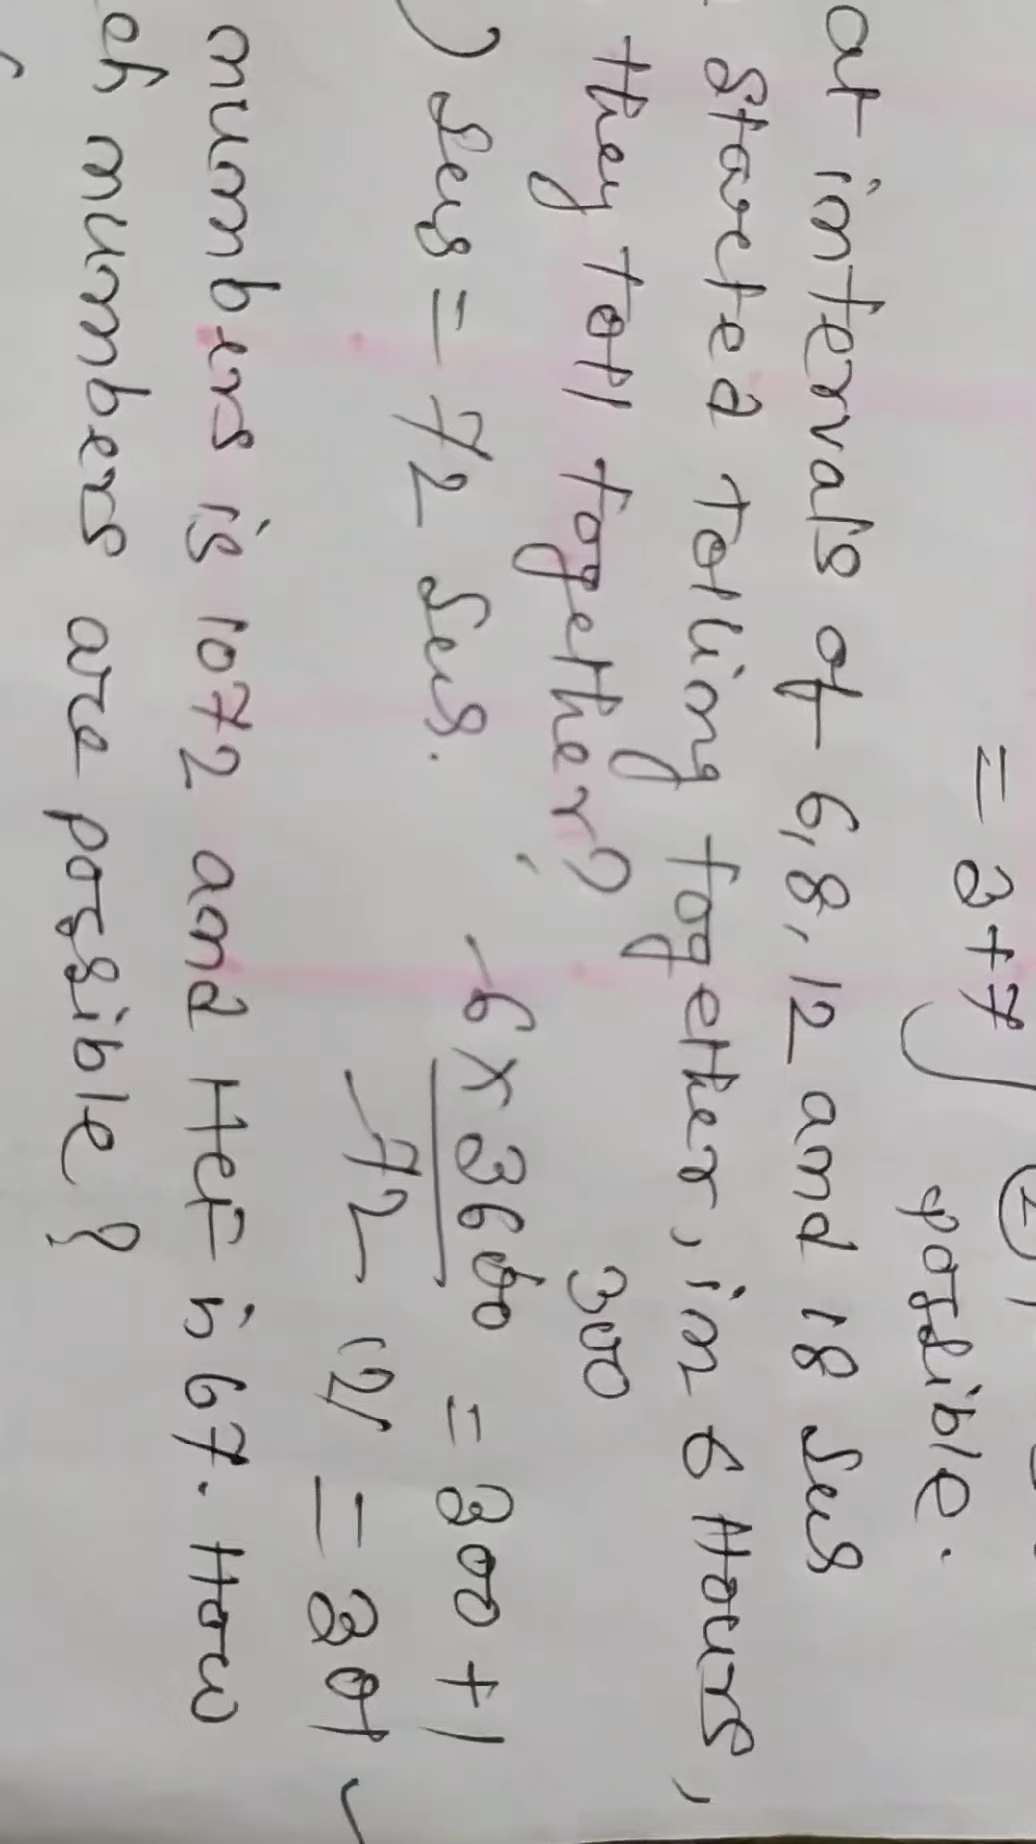 = 3+7
possible.
at intervals of 6,8,12 and 18 Secs
Started tolling together, in 6 Hours,
they toll together?
300
) Secs = 72 Secs.
6 x 3600 = 300 + 1
72 12 = 301 ✓
numbers is 1072 and HCF is 67. How
ch numbers are possible?